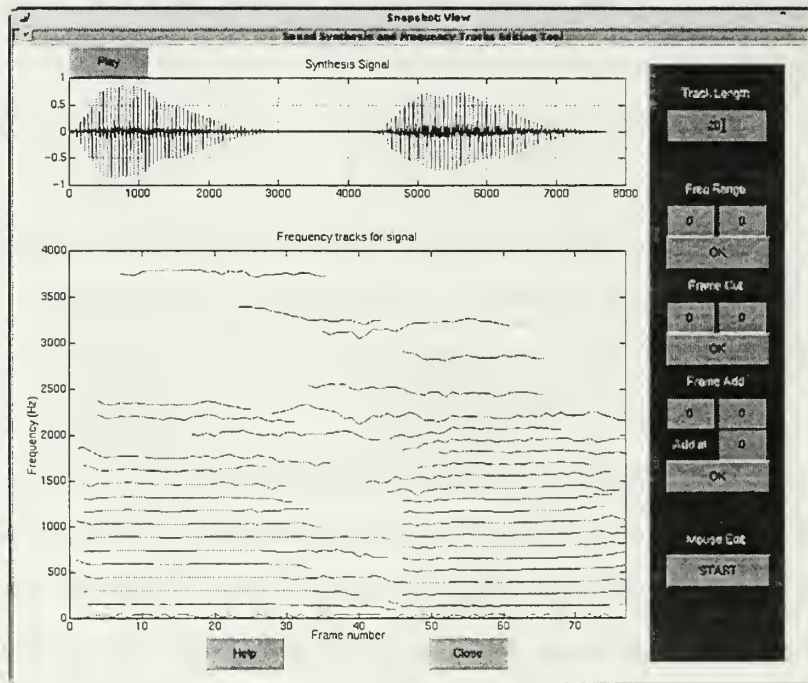 Snapshot View
Sound Synthesis and Frequency Tracks Editing Tool
Play
Synthesis Signal
1
0.5
0
−0.5
−1
0 1000 2000 3000 4000 5000 6000 7000 8000
Frequency tracks for signal
4000
3500
3000
2500
2000
1500
1000
500
0
Frequency (Hz)
0 10 20 30 40 50 60 70
Frame number
Help
Close
Track Length
20
Freq Range
0 0
OK
Frame Cut
0 0
OK
Frame Add
0 0
Add at 0
OK
Mouse Edit
START